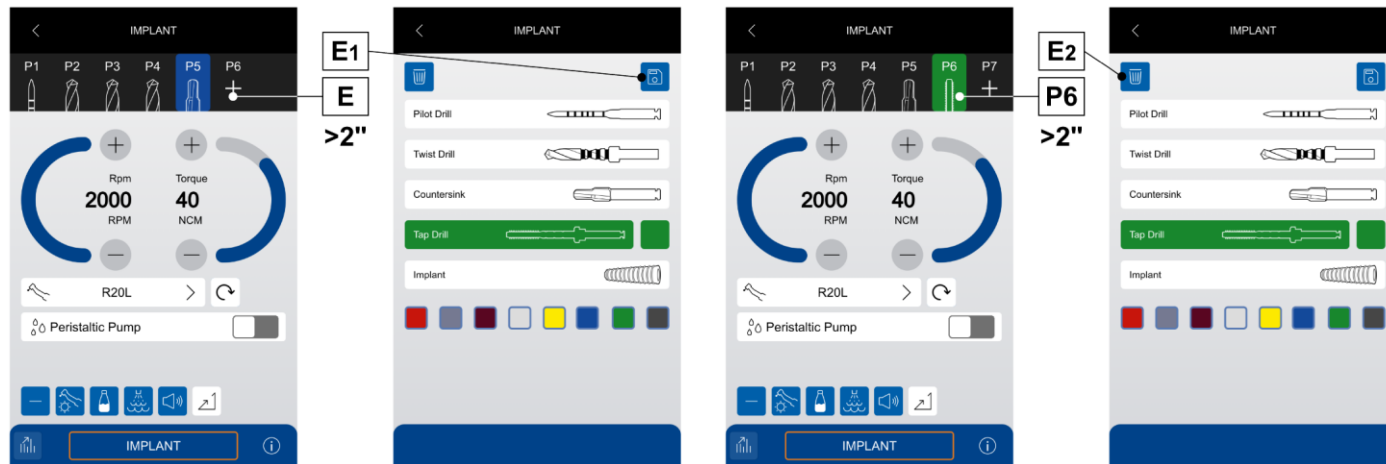 IMPLANT
P1 P2 P3 P4 P5 P6
Rpm Torque
2000 40
RPM NCM
R20L
Peristaltic Pump
IMPLANT
E1
E
>2"
IMPLANT
Pilot Drill
Twist Drill
Countersink
Tap Drill
Implant
IMPLANT
P1 P2 P3 P4 P5 P6 P7
Rpm Torque
2000 40
RPM NCM
R20L
Peristaltic Pump
IMPLANT
E2
P6
>2"
IMPLANT
Pilot Drill
Twist Drill
Countersink
Tap Drill
Implant